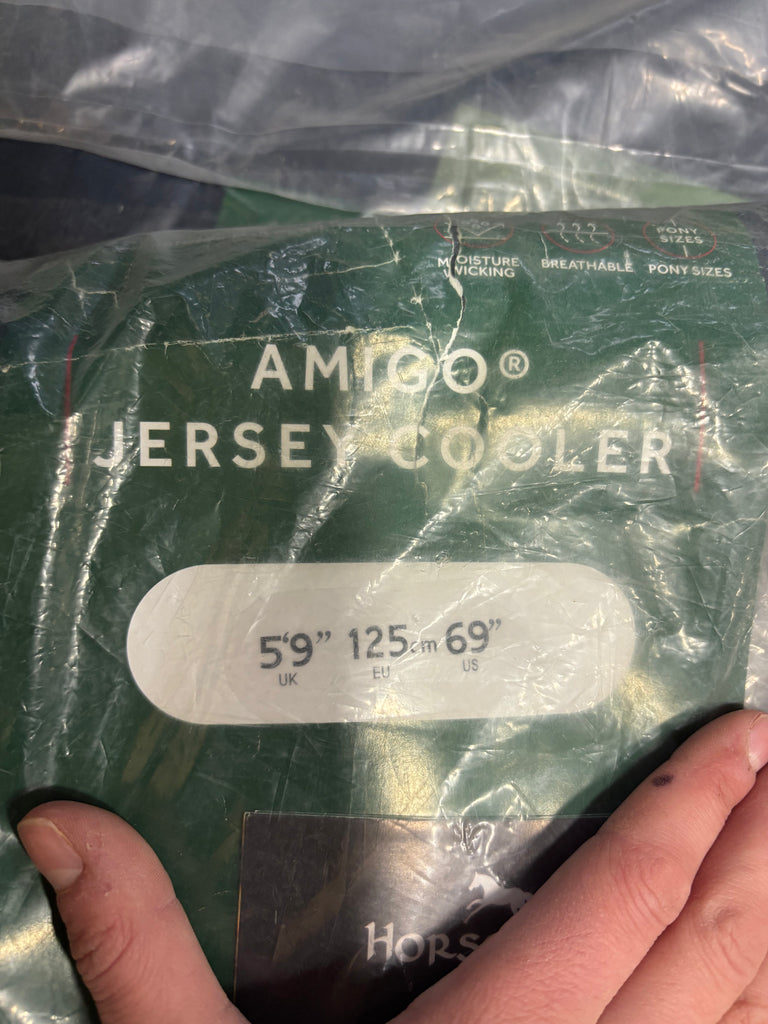 PONY
SIZES
MOISTURE
WICKING
BREATHABLE
PONY SIZES
AMIGO®
JERSEY COOLER
5'9” 125cm 69”
UK EU US
HORS